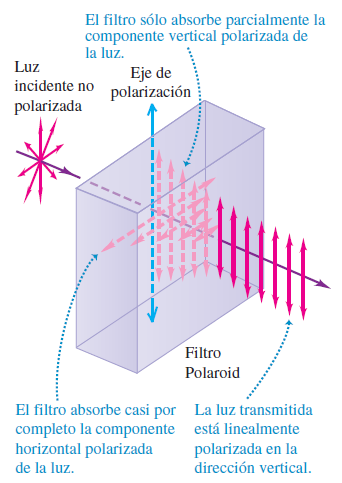 El filtro sólo absorbe parcialmente la
componente vertical polarizada de
la luz.
Luz
incidente no
polarizada
Eje de
polarización
Filtro
Polaroid
El filtro absorbe casi por
completo la componente
horizontal polarizada
de la luz.
La luz transmitida
está linealmente
polarizada en la
dirección vertical.